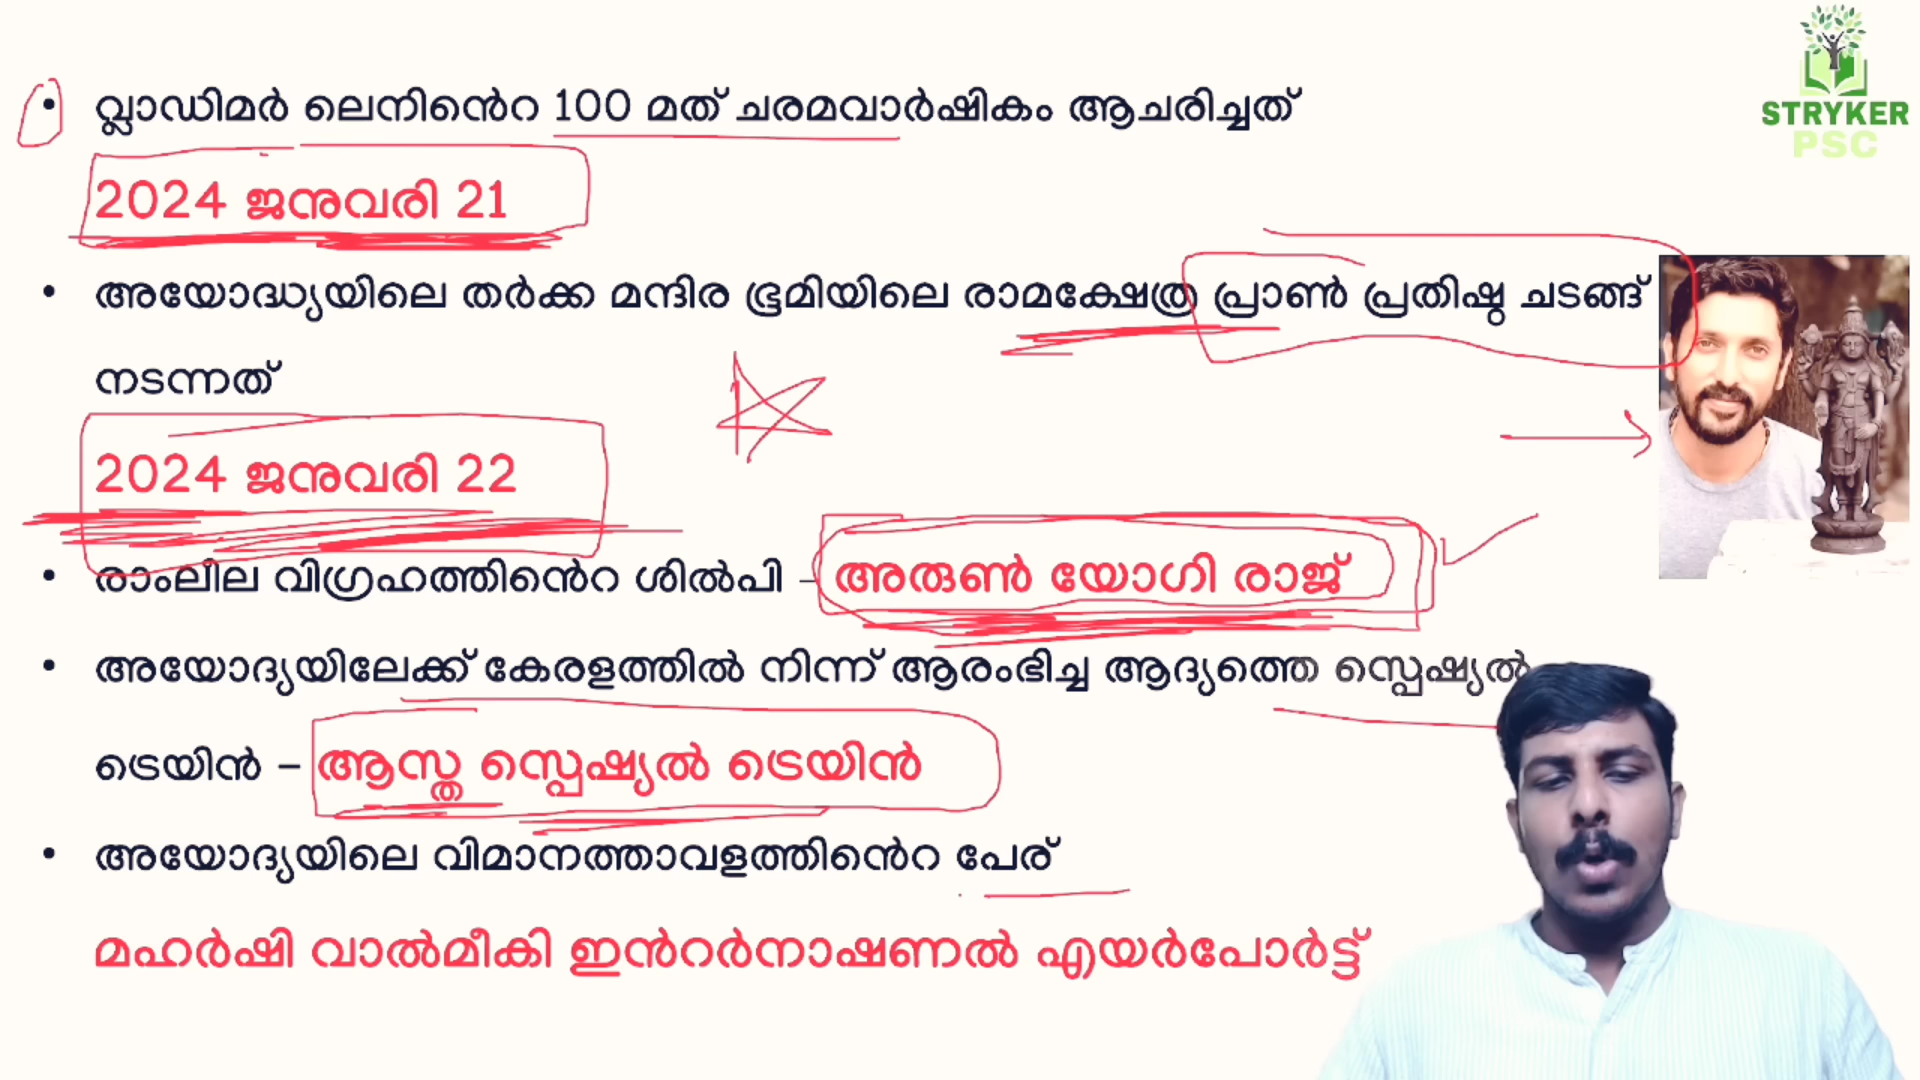 STRYKER
PSC
വ്ലാഡിമർ ലെനിൻെറ 100 മത് ചരമവാർഷികം ആചരിച്ചത്
2024 ജനുവരി 21
അയോദ്ധ്യയിലെ തർക്ക മന്ദിര ഭൂമിയിലെ രാമക്ഷേത്ര പ്രാൺ പ്രതിഷ്ഠ ചടങ്ങ്
നടന്നത്
2024 ജനുവരി 22
രാംലീല വിഗ്രഹത്തിൻെറ ശിൽപി – അരുൺ യോഗി രാജ്
അയോദ്യയിലേക്ക് കേരളത്തിൽ നിന്ന് ആരംഭിച്ച ആദ്യത്തെ സ്പെഷ്യൽ
ട്രെയിൻ – ആസ്ത സ്പെഷ്യൽ ട്രെയിൻ
അയോദ്യയിലെ വിമാനത്താവളത്തിൻെറ പേര്
മഹർഷി വാൽമീകി ഇൻറർനാഷണൽ എയർപോർട്ട്